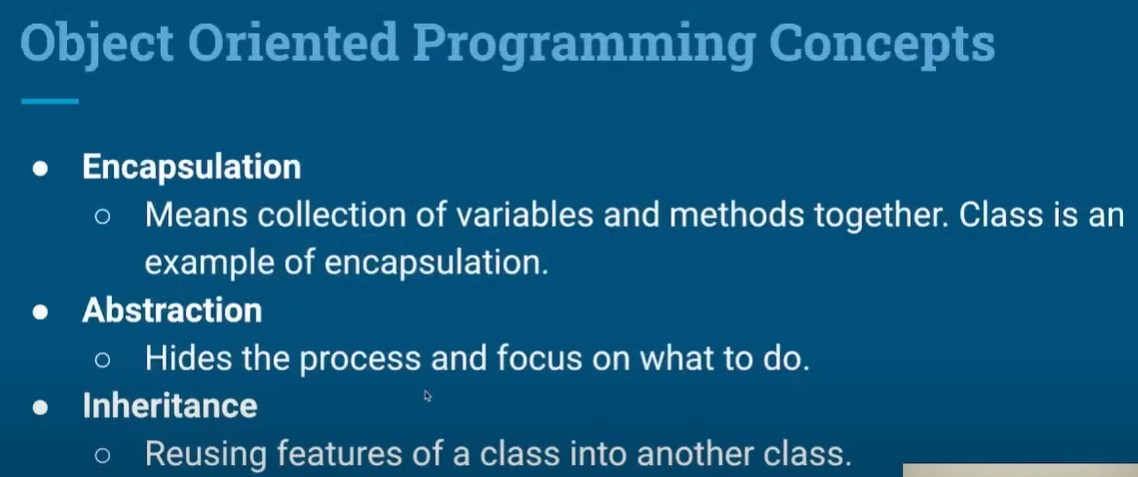 Object Oriented Programming Concepts
● Encapsulation
○ Means collection of variables and methods together. Class is an
example of encapsulation.
● Abstraction
○ Hides the process and focus on what to do.
● Inheritance
○ Reusing features of a class into another class.